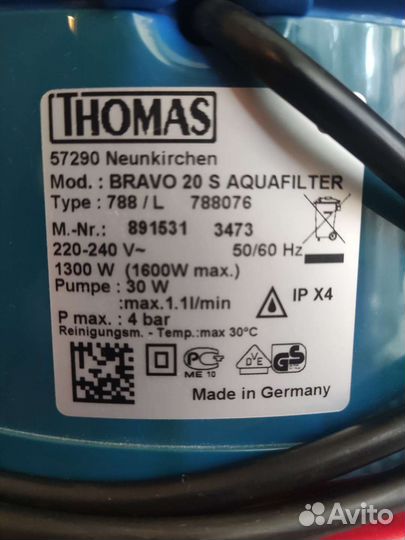 THOMAS
57290 Neunkirchen
Mod. : BRAVO 20 S AQUAFILTER
Type : 788 / L 788076
M.-Nr.: 891531 3473
220-240 V~ 50/60 Hz
1300 W (1600W max.)
Pumpe : 30 W
:max.1.1l/min
IP X4
P max. : 4 bar
Reinigungsm. - Temp.:max 30°C
ME 10
DVE
GS
Made in Germany
Avito